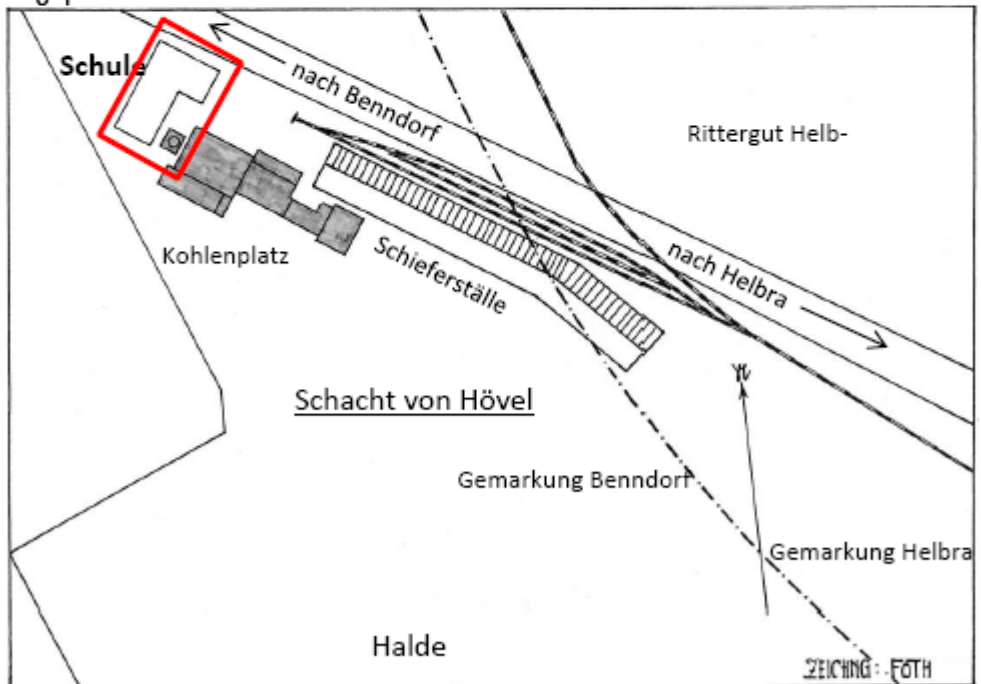 Schule
nach Benndorf
Rittergut Helb-
Kohlenplatz
Schieferställe
nach Helbra
Schacht von Hövel
N
Gemarkung Benndorf
Gemarkung Helbra
Halde
ZEICHNG: FÖTH